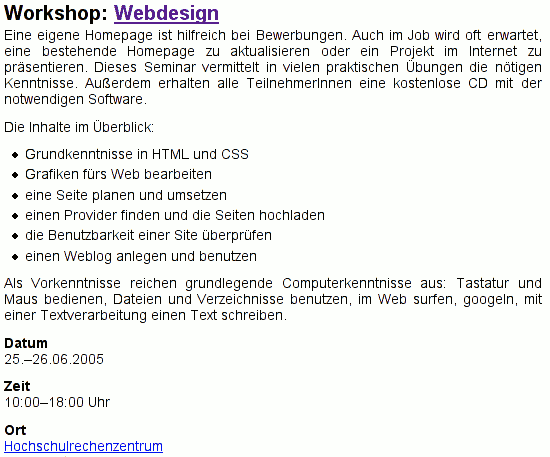 Workshop: Webdesign
Eine eigene Homepage ist hilfreich bei Bewerbungen. Auch im Job wird oft erwartet,
eine bestehende Homepage zu aktualisieren oder ein Projekt im Internet zu
präsentieren. Dieses Seminar vermittelt in vielen praktischen Übungen die nötigen
Kenntnisse. Außerdem erhalten alle TeilnehmerInnen eine kostenlose CD mit der
notwendigen Software.
Die Inhalte im Überblick:
Grundkenntnisse in HTML und CSS
Grafiken fürs Web bearbeiten
eine Seite planen und umsetzen
einen Provider finden und die Seiten hochladen
die Benutzbarkeit einer Site überprüfen
einen Weblog anlegen und benutzen
Als Vorkenntnisse reichen grundlegende Computerkenntnisse aus: Tastatur und
Maus bedienen, Dateien und Verzeichnisse benutzen, im Web surfen, googeln, mit
einer Textverarbeitung einen Text schreiben.
Datum
25.–26.06.2005
Zeit
10:00–18:00 Uhr
Ort
Hochschulrechenzentrum